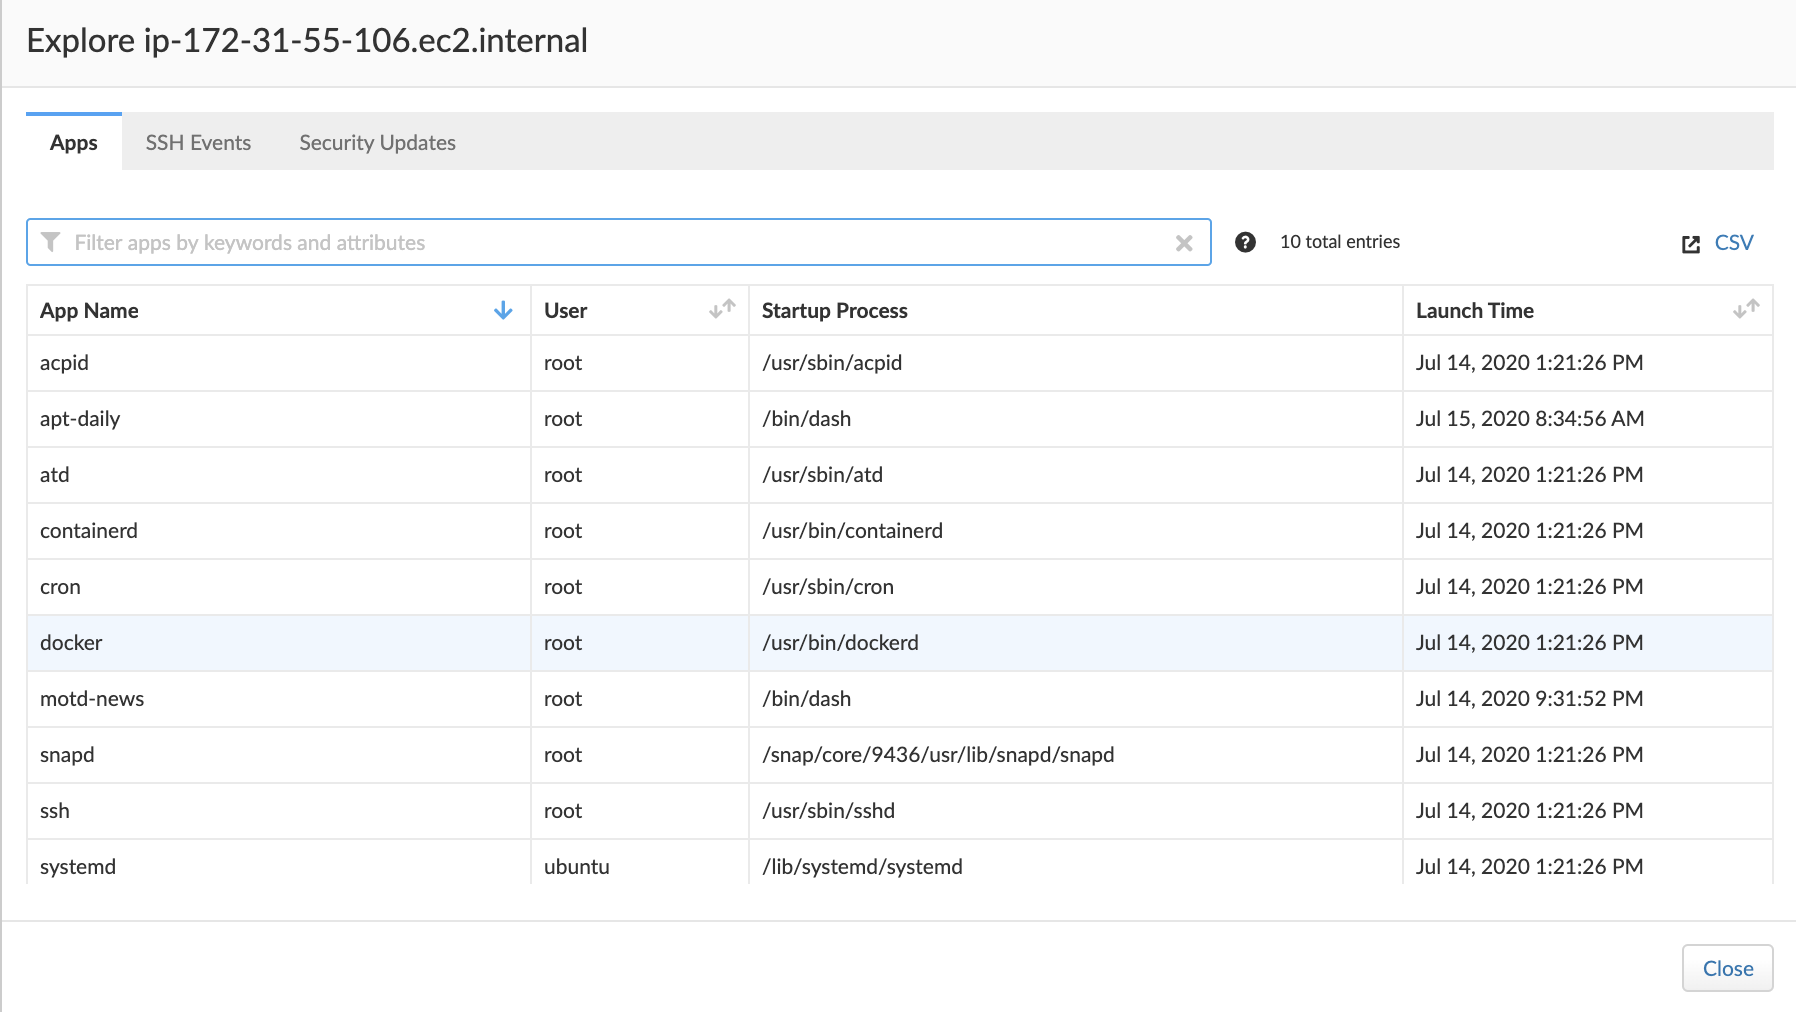 Explore ip-172-31-55-106.ec2.internal
Apps SSH Events Security Updates
Filter apps by keywords and attributes 10 total entries CSV
App Name User Startup Process Launch Time
acpid root /usr/sbin/acpid Jul 14, 2020 1:21:26 PM
apt-daily root /bin/dash Jul 15, 2020 8:34:56 AM
atd root /usr/sbin/atd Jul 14, 2020 1:21:26 PM
containerd root /usr/bin/containerd Jul 14, 2020 1:21:26 PM
cron root /usr/sbin/cron Jul 14, 2020 1:21:26 PM
docker root /usr/bin/dockerd Jul 14, 2020 1:21:26 PM
motd-news root /bin/dash Jul 14, 2020 9:31:52 PM
snapd root /snap/core/9436/usr/lib/snapd/snapd Jul 14, 2020 1:21:26 PM
ssh root /usr/sbin/sshd Jul 14, 2020 1:21:26 PM
systemd ubuntu /lib/systemd/systemd Jul 14, 2020 1:21:26 PM
Close